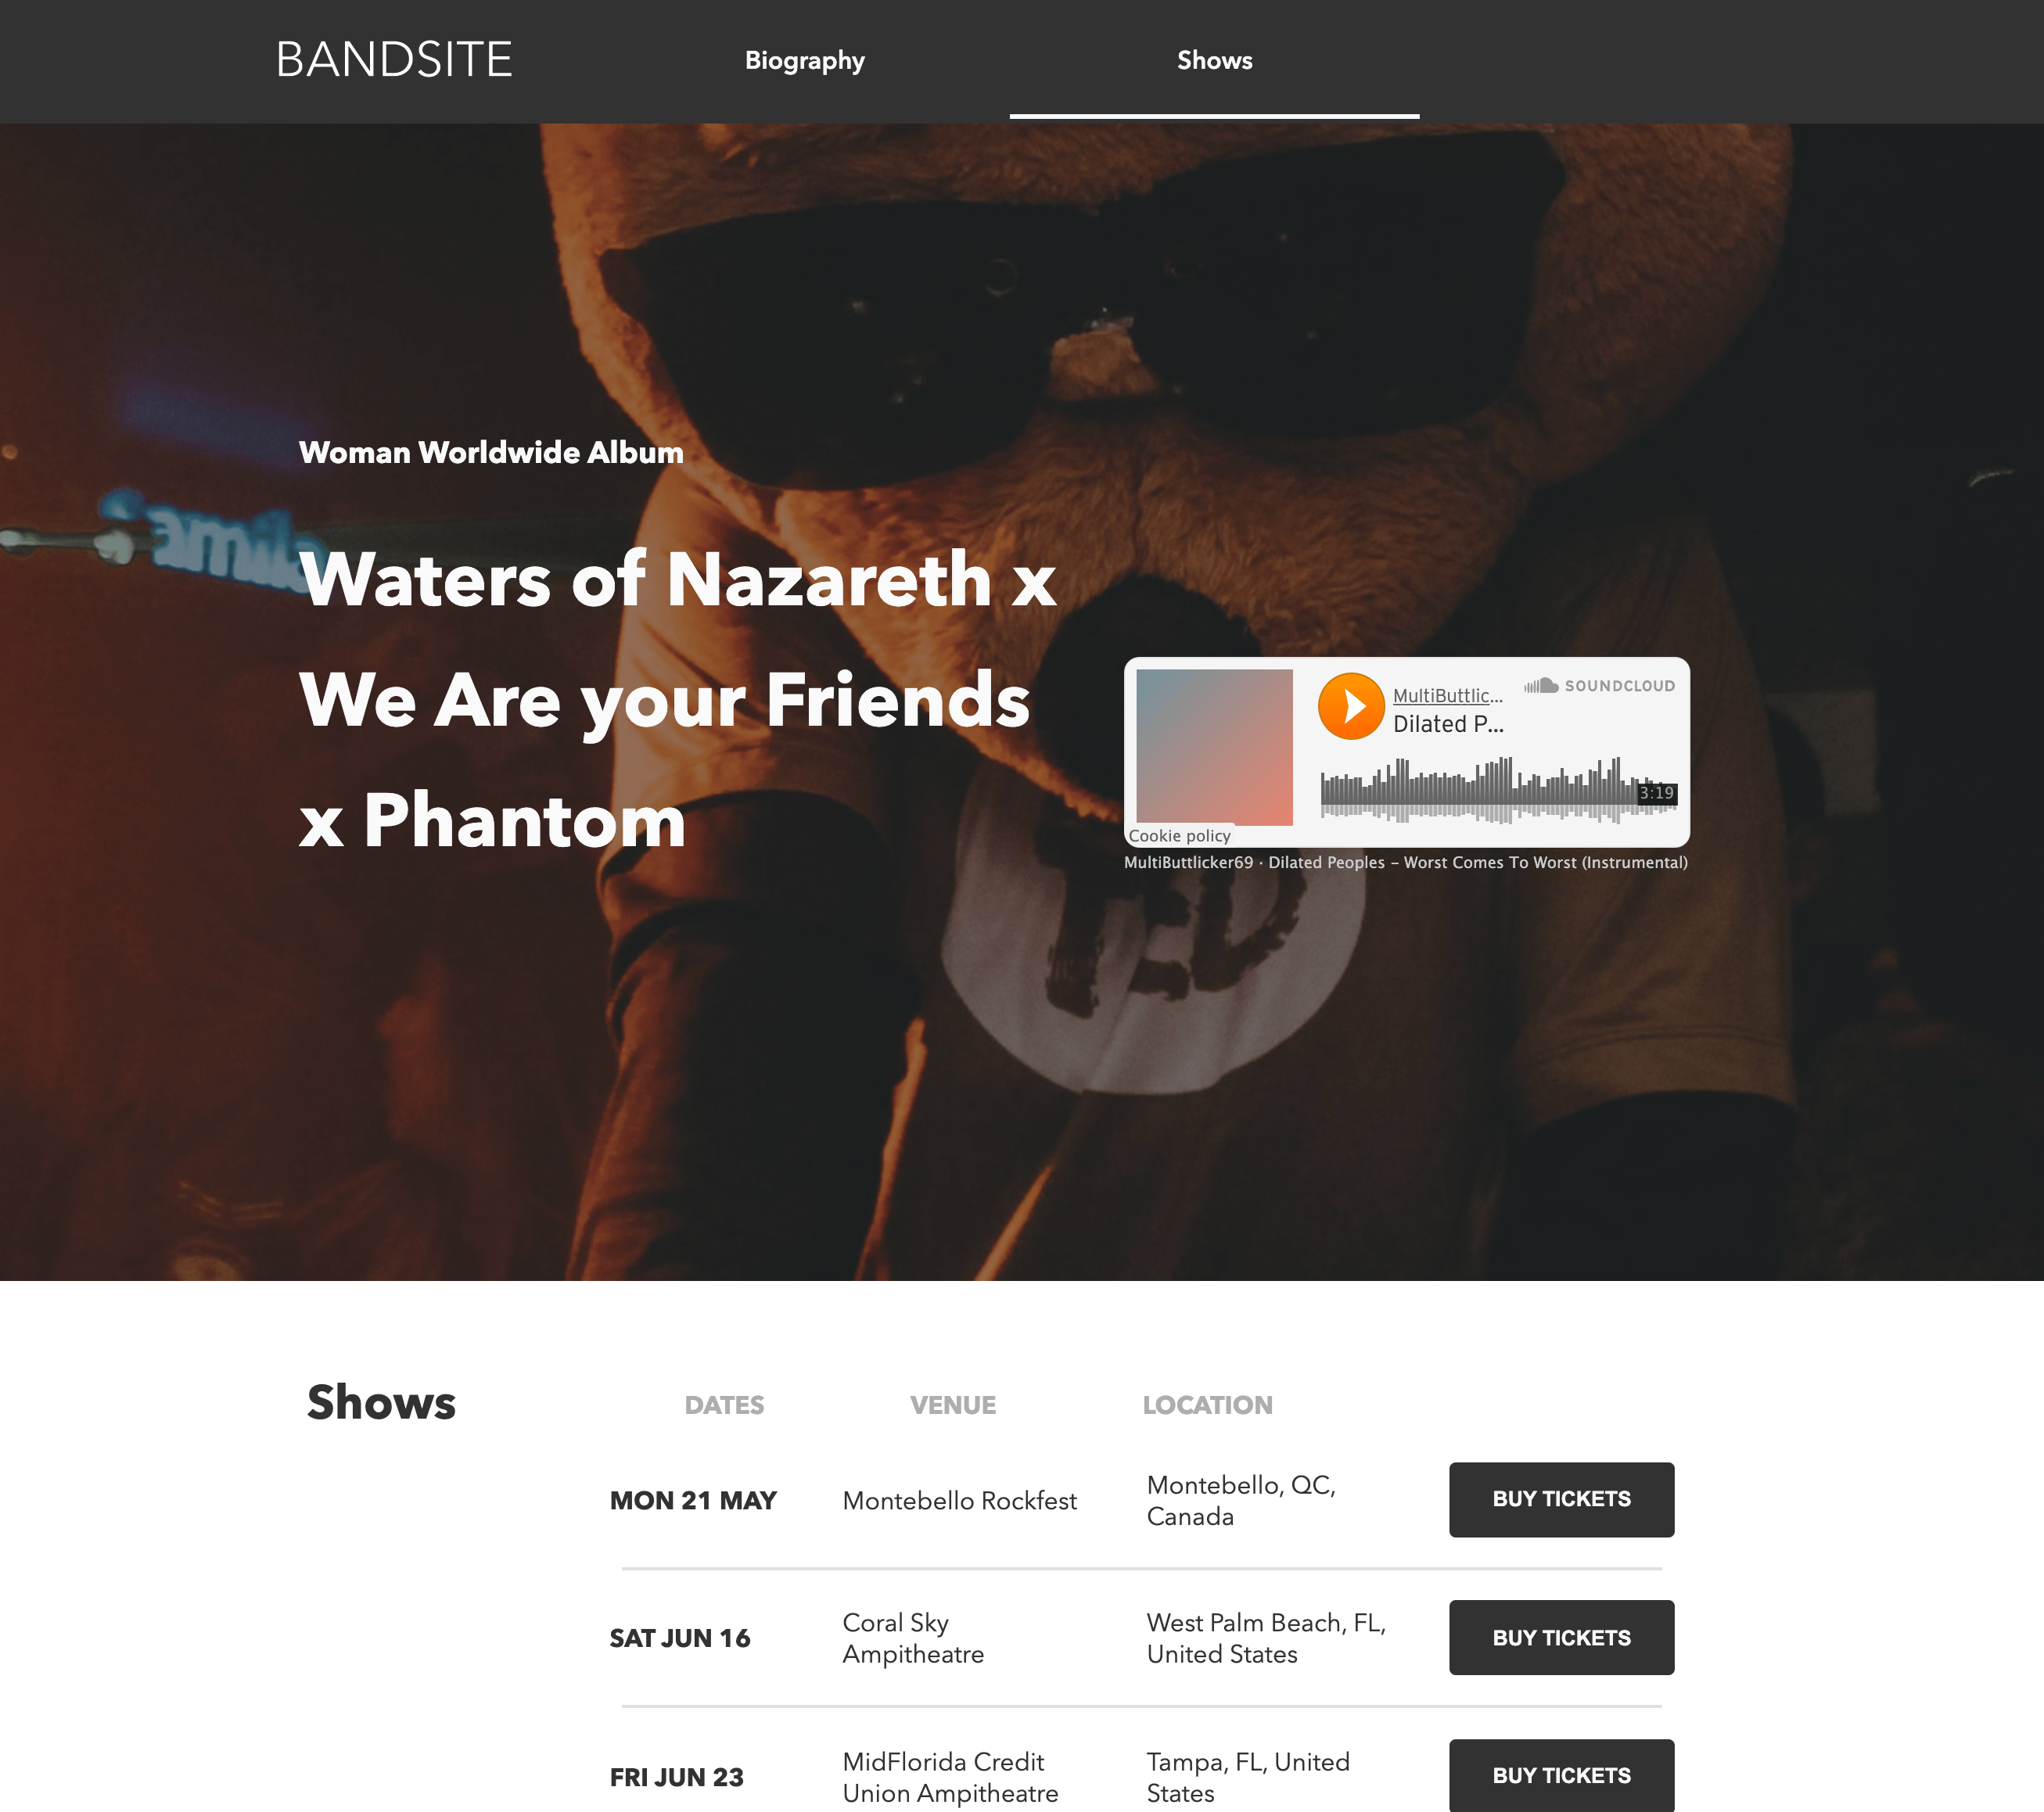 BANDSITE
Biography
Shows
Woman Worldwide Album
Waters of Nazareth x
We Are your Friends
x Phantom
MultiButtlic...
SOUNDCLOUD
Dilated P...
3:19
Cookie policy
MultiButtlicker69 · Dilated Peoples – Worst Comes To Worst (Instrumental)
Shows
DATES
VENUE
LOCATION
MON 21 MAY
Montebello Rockfest
Montebello, QC,
Canada
BUY TICKETS
SAT JUN 16
Coral Sky
Ampitheatre
West Palm Beach, FL,
United States
BUY TICKETS
FRI JUN 23
MidFlorida Credit
Union Ampitheatre
Tampa, FL, United
States
BUY TICKETS